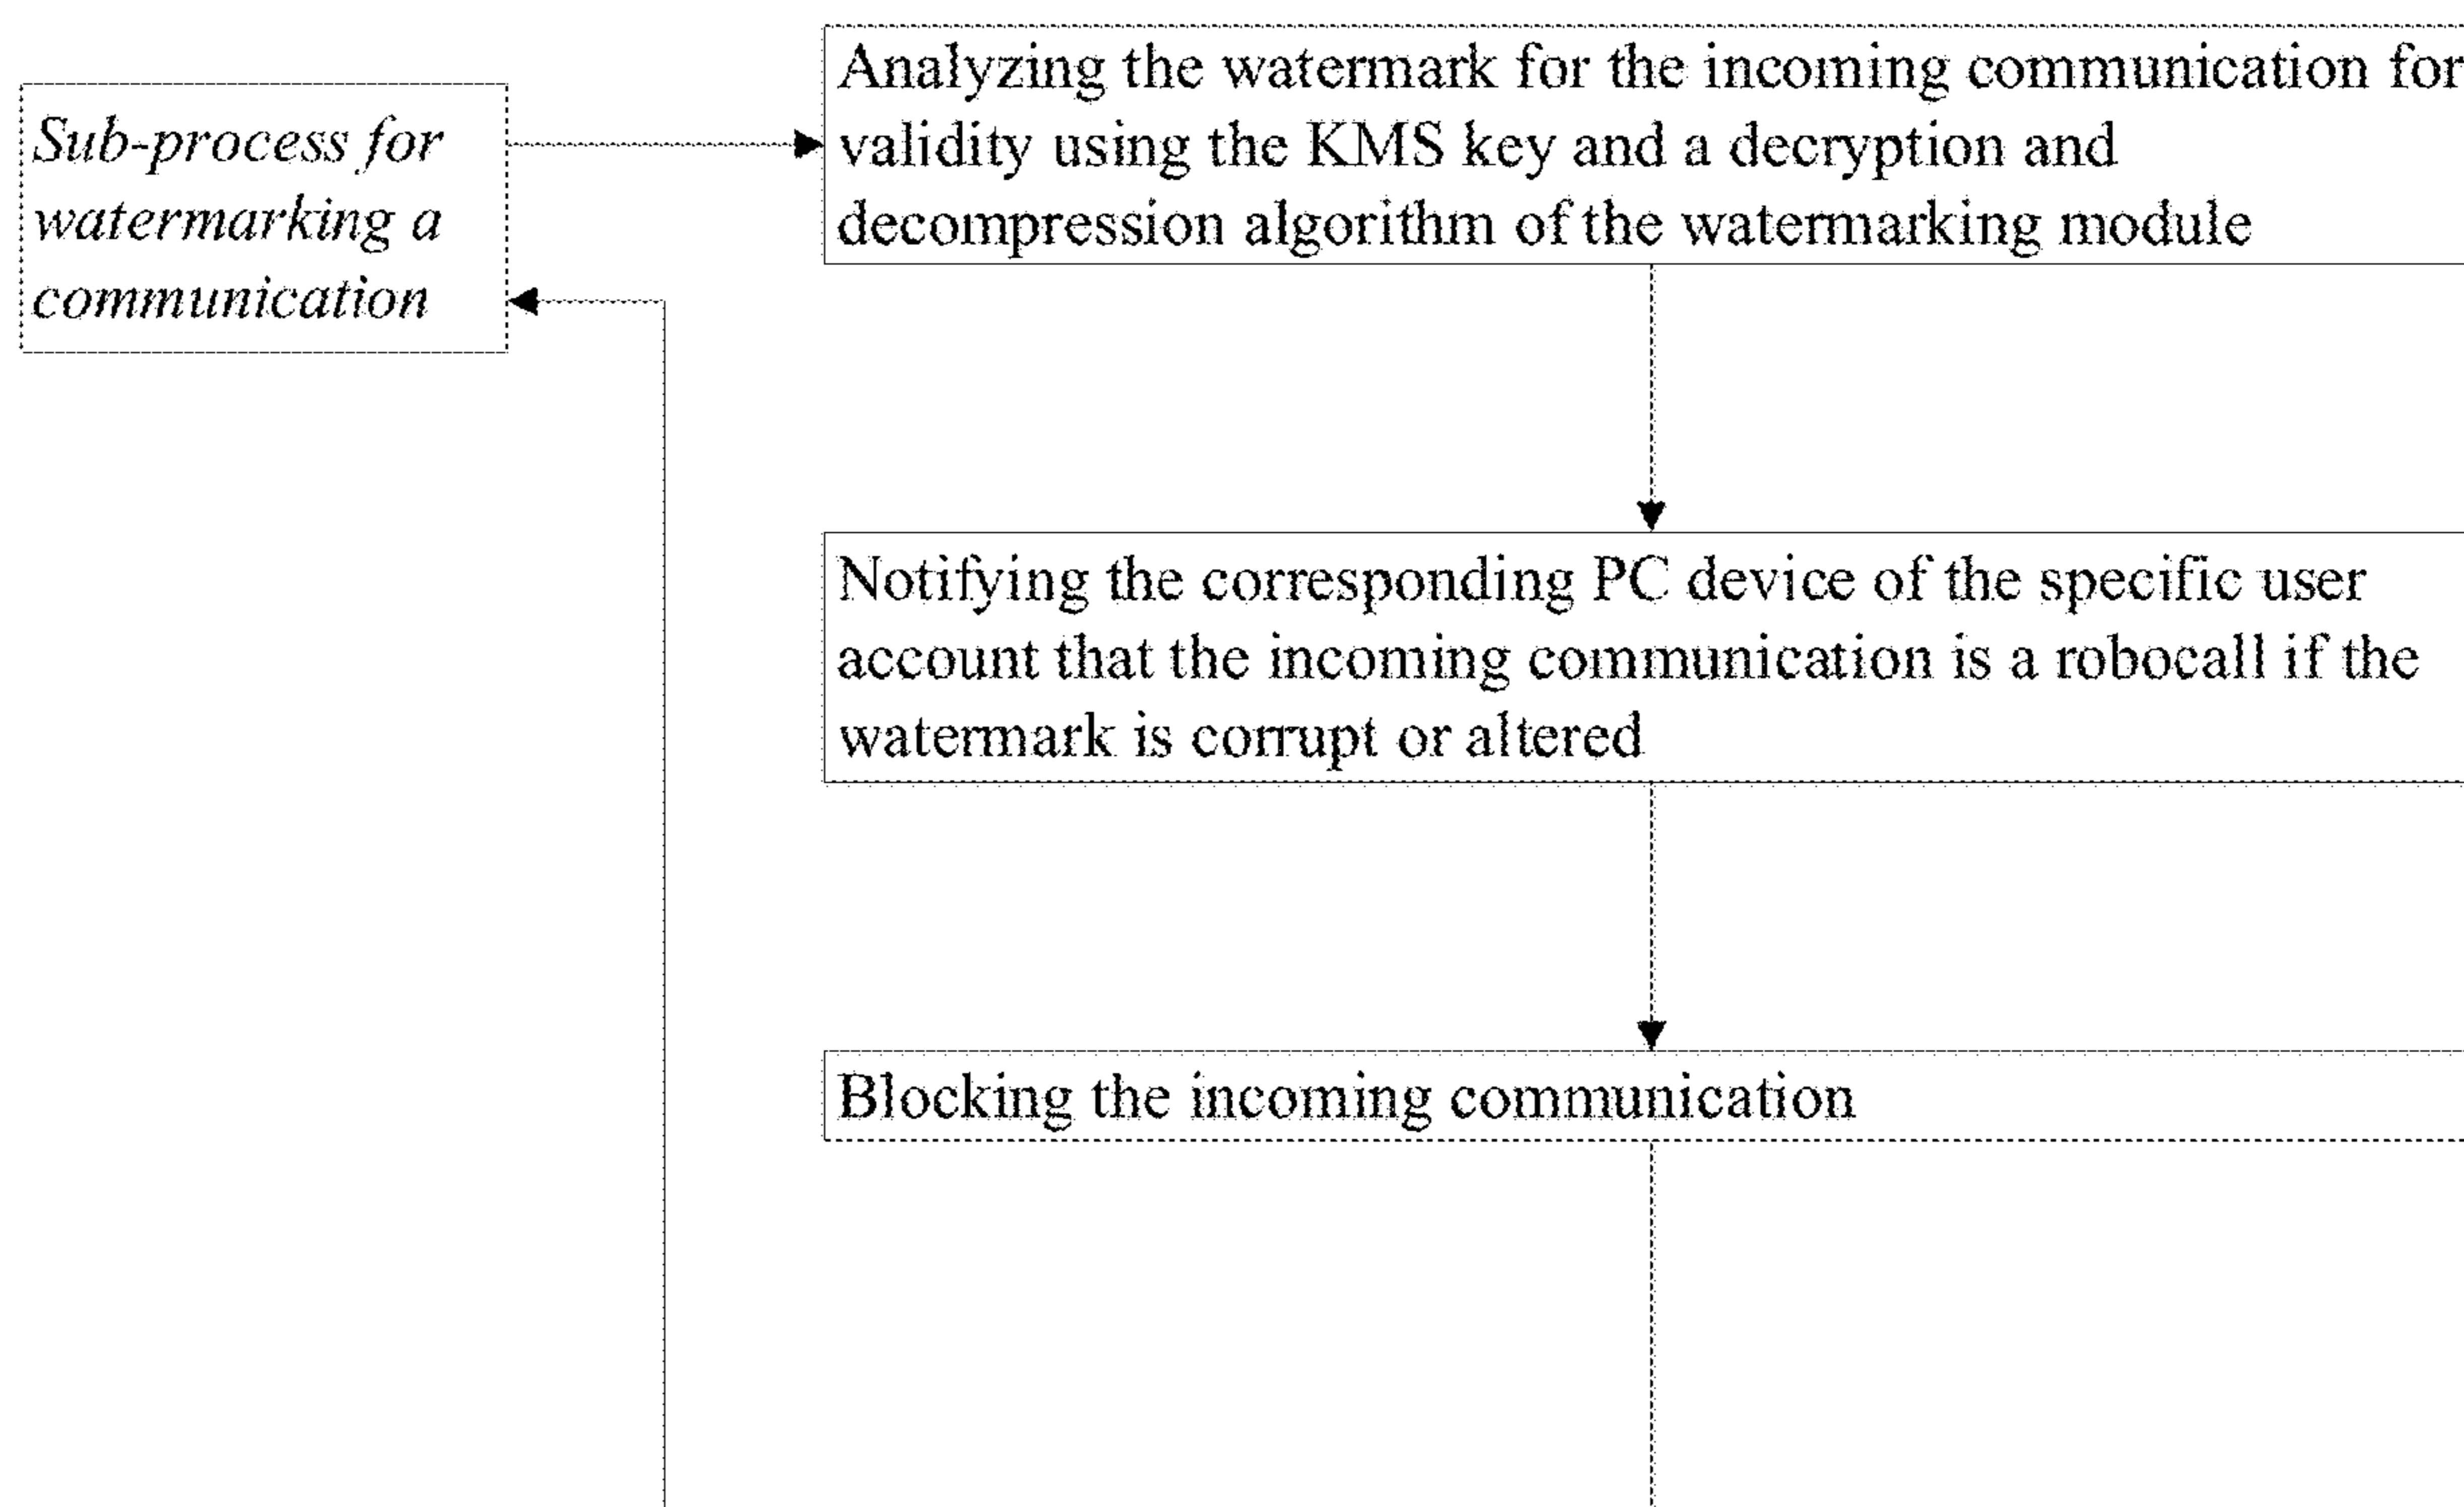 Sub-process for
watermarking a
communication
Analyzing the watermark for the incoming communication for
validity using the KMS key and a decryption and
decompression algorithm of the watermarking module
Notifying the corresponding PC device of the specific user
account that the incoming communication is a robocall if the
watermark is corrupt or altered
Blocking the incoming communication